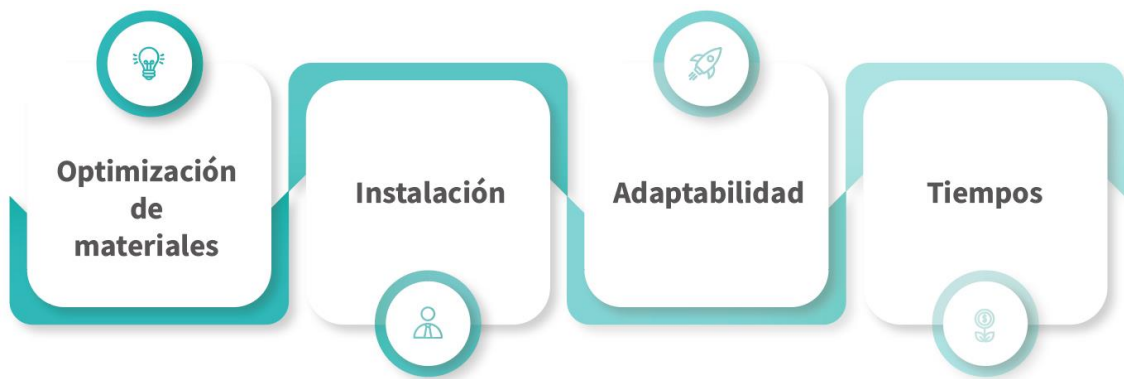 Optimización
de
materiales
Instalación
Adaptabilidad
Tiempos